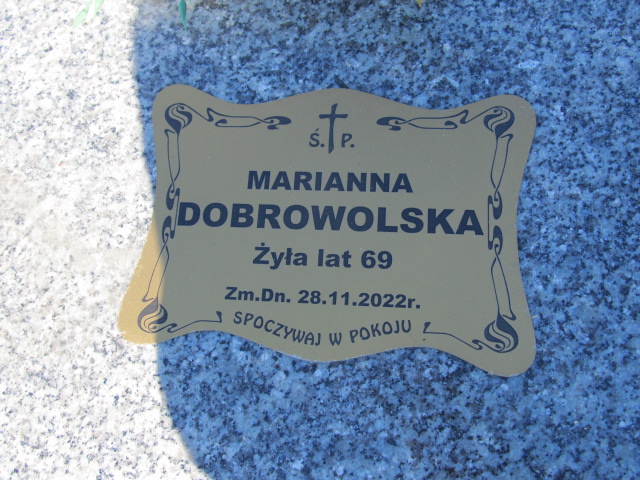 Ś. P.
MARIANNA
DOBROWOLSKA
Żyła lat 69
Zm.Dn. 28.11.2022r.
SPOCZYWAJ W POKOJU